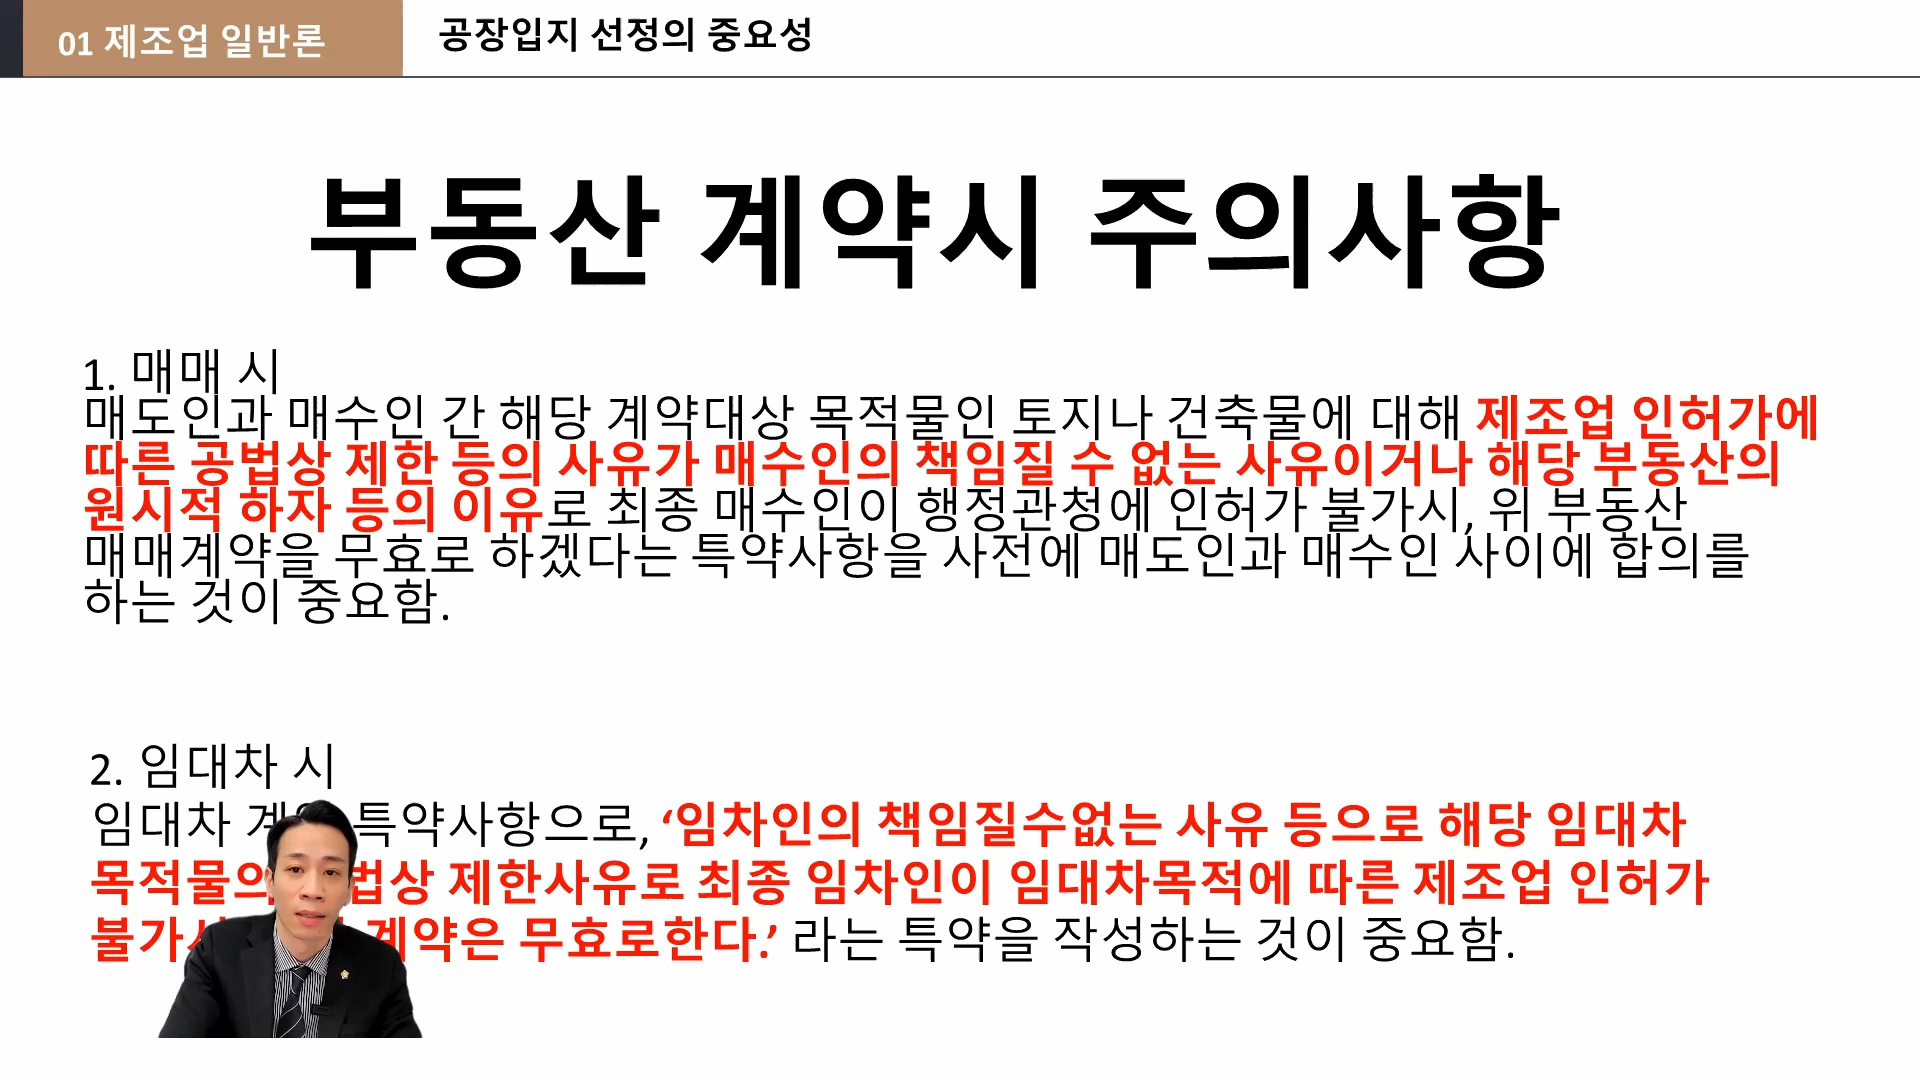 01 제조업 일반론
공장입지 선정의 중요성
부동산 계약시 주의사항
1. 매매 시
매도인과 매수인 간 해당 계약대상 목적물인 토지나 건축물에 대해 제조업 인허가에
따른 공법상 제한 등의 사유가 매수인의 책임질 수 없는 사유이거나 해당 부동산의
원시적 하자 등의 이유로 최종 매수인이 행정관청에 인허가 불가시, 위 부동산
매매계약을 무효로 하겠다는 특약사항을 사전에 매도인과 매수인 사이에 합의를
하는 것이 중요함.
2. 임대차 시
임대차 특약사항으로, ‘임차인의 책임질수없는 사유 등으로 해당 임대차
목적물의 법상 제한사유로 최종 임차인이 임대차목적에 따른 제조업 인허가
불가 계약은 무효로한다.’ 라는 특약을 작성하는 것이 중요함.